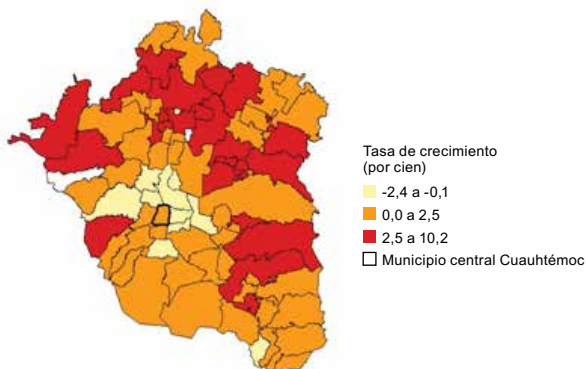 Tasa de crecimiento
(por cien)
-2,4 a -0,1
0,0 a 2,5
2,5 a 10,2
Municipio central Cuauhtémoc